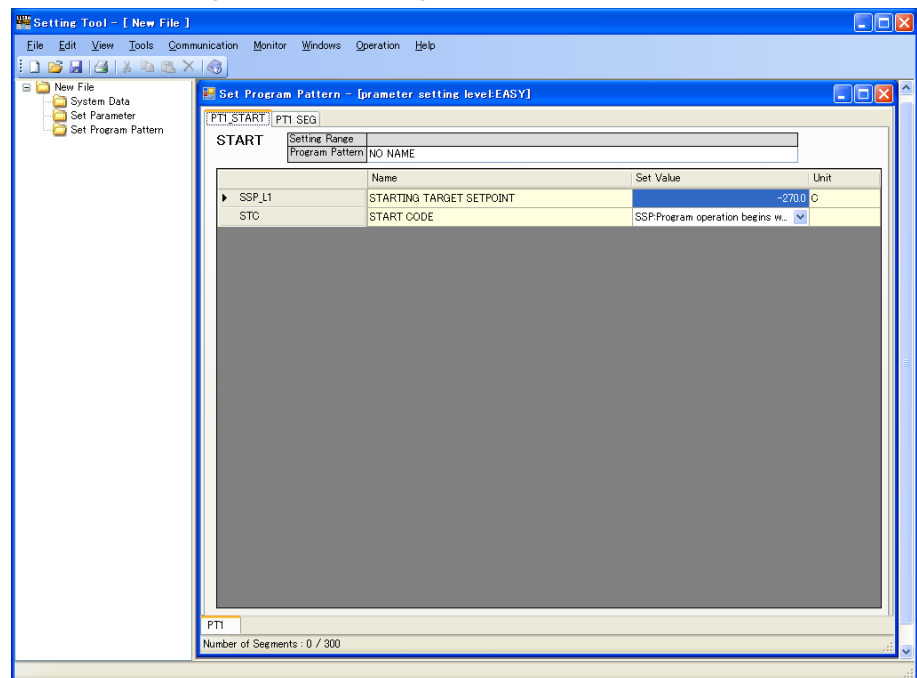 Setting Tool - [ New File ]
File Edit View Tools Communication Monitor Windows Operation Help
New File
System Data
Set Parameter
Set Program Pattern
Set Program Pattern - [prameter setting level:EASY]
PT1_START PT1 SEG
START
Setting Range
Program Pattern NO NAME
Name Set Value Unit
SSP_L1 STARTING TARGET SETPOINT -270.0 C
STC START CODE SSP:Program operation begins w...
PT1
Number of Segments : 0 / 300